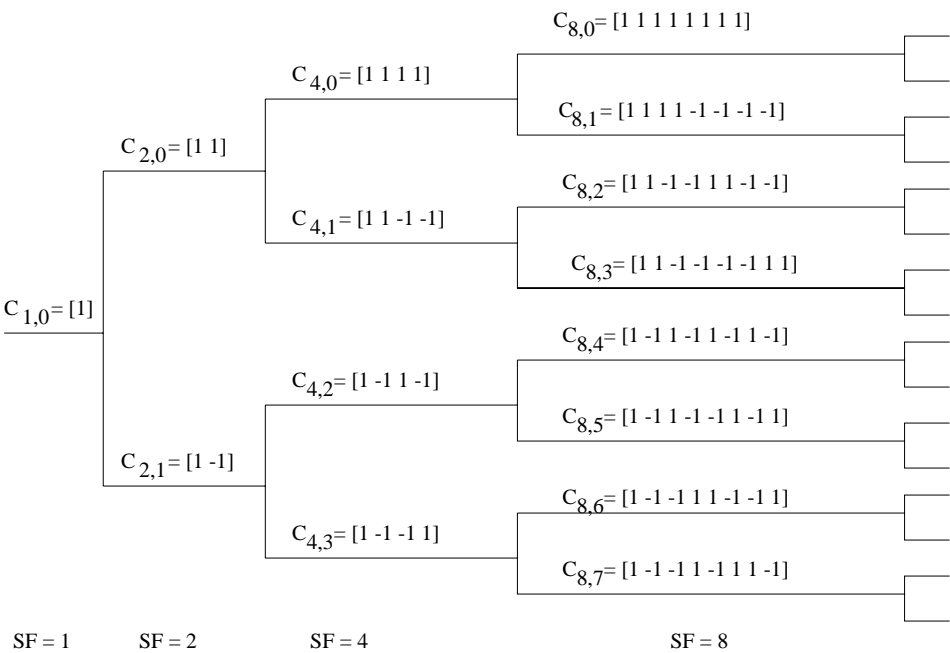 C8,0= [1 1 1 1 1 1 1 1]
C4,0= [1 1 1 1]
C8,1= [1 1 1 1 -1 -1 -1 -1]
C2,0= [1 1]
C8,2= [1 1 -1 -1 1 1 -1 -1]
C4,1= [1 1 -1 -1]
C8,3= [1 1 -1 -1 -1 -1 1 1]
C1,0= [1]
C8,4= [1 -1 1 -1 1 -1 1 -1]
C4,2= [1 -1 1 -1]
C8,5= [1 -1 1 -1 -1 1 -1 1]
C2,1= [1 -1]
C8,6= [1 -1 -1 1 1 -1 -1 1]
C4,3= [1 -1 -1 1]
C8,7= [1 -1 -1 1 -1 1 1 -1]
SF = 1 SF = 2 SF = 4 SF = 8